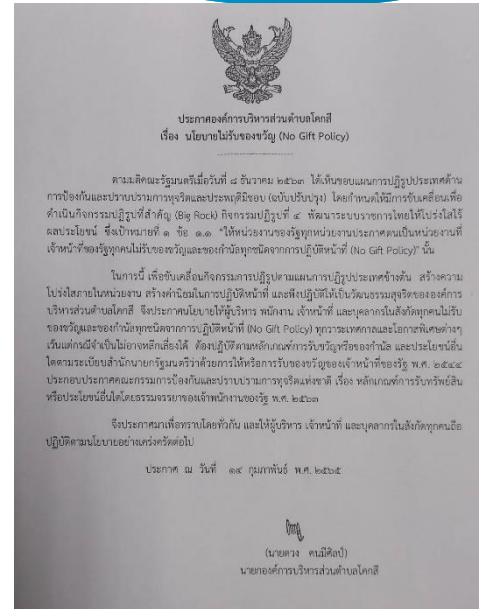 ประกาศองค์การบริหารส่วนตำบลโคกสี
เรื่อง นโยบายไม่รับของขวัญ (No Gift Policy)
ตามมติคณะรัฐมนตรีเมื่อวันที่ ๘ ธันวาคม ๒๕๖๓ ได้เห็นชอบแผนการปฏิรูปประเทศด้าน
การป้องกันและปราบปรามการทุจริตและประพฤติมิชอบ (ฉบับปรับปรุง) โดยกำหนดให้มีการขับเคลื่อนเพื่อ
ดำเนินกิจกรรมปฏิรูปที่สำคัญ (Big Rock) กิจกรรมปฏิรูปที่ ๔ พัฒนาระบบราชการไทยให้โปร่งใสไร้
ผลประโยชน์ ซึ่งเป้าหมายที่ ๑ ข้อ ๑.๑ "ให้หน่วยงานของรัฐทุกหน่วยงานประกาศตนเป็นหน่วยงานที่
เจ้าหน้าที่ของรัฐทุกคนไม่รับของขวัญและของกำนัลทุกชนิดจากการปฏิบัติหน้าที่ (No Gift Policy)" นั้น
ในการนี้ เพื่อขับเคลื่อนกิจกรรมการปฏิรูปตามแผนการปฏิรูปประเทศข้างต้น สร้างความ
โปร่งใสภายในหน่วยงาน สร้างค่านิยมในการปฏิบัติหน้าที่ และพึงปฏิบัติให้เป็นวัฒนธรรมสุจริตขององค์การ
บริหารส่วนตำบลโคกสี จึงประกาศนโยบายให้ผู้บริหาร พนักงาน เจ้าหน้าที่ และบุคลากรในสังกัดทุกคนไม่รับ
ของขวัญและของกำนัลทุกชนิดจากการปฏิบัติหน้าที่ (No Gift Policy) ทุกวาระเทศกาลและโอกาสพิเศษต่างๆ
เว้นแต่กรณีจำเป็นไม่อาจหลีกเลี่ยงได้ ต้องปฏิบัติตามหลักเกณฑ์การรับขวัญหรือของกำนัล และประโยชน์อื่น
ใดตามระเบียบสำนักนายกรัฐมนตรีว่าด้วยการให้หรือการรับของขวัญของเจ้าหน้าที่ของรัฐ พ.ศ. ๒๕๔๔
ประกอบประกาศคณะกรรมการป้องกันและปราบปรามการทุจริตแห่งชาติ เรื่อง หลักเกณฑ์การรับทรัพย์สิน
หรือประโยชน์อื่นใดโดยธรรมจรรยาของเจ้าพนักงานของรัฐ พ.ศ. ๒๕๖๓
จึงประกาศมาเพื่อทราบโดยทั่วกัน และให้ผู้บริหาร เจ้าหน้าที่ และบุคลากรในสังกัดทุกคนถือ
ปฏิบัติตามนโยบายอย่างเคร่งครัดต่อไป
ประกาศ ณ วันที่ ๑๔ กุมภาพันธ์ พ.ศ. ๒๕๖๕
(นายดวง คนมีศิลป์)
นายกองค์การบริหารส่วนตำบลโคกสี